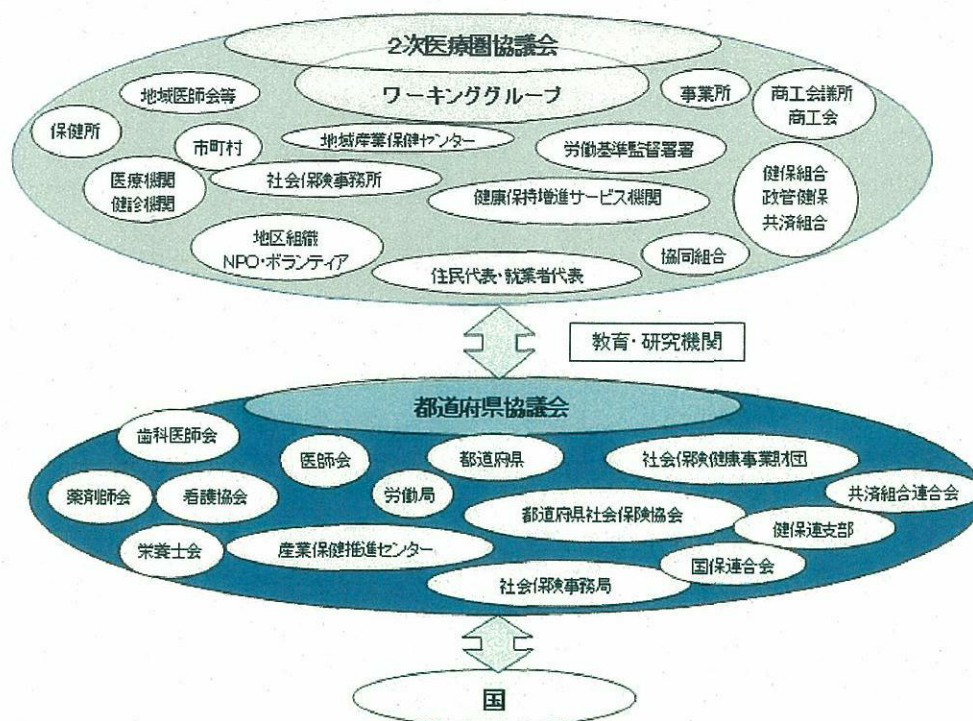 2次医療圏協議会
ワーキンググループ
地域医師会等
事業所
商工会議所
商工会
保健所
市町村
地域産業保健センター
労働基準監督署署
医療機関
健診機関
社会保険事務所
健康保持増進サービス機関
健保組合
政管健保
共済組合
地区組織
NPO・ボランティア
住民代表・就業者代表
協同組合
教育・研究機関
都道府県協議会
歯科医師会
医師会
都道府県
社会保険健康事業財団
薬剤師会
看護協会
労働局
共済組合連合会
都道府県社会保険協会
健保連支部
栄養士会
産業保健推進センター
国保連合会
社会保険事務局
国